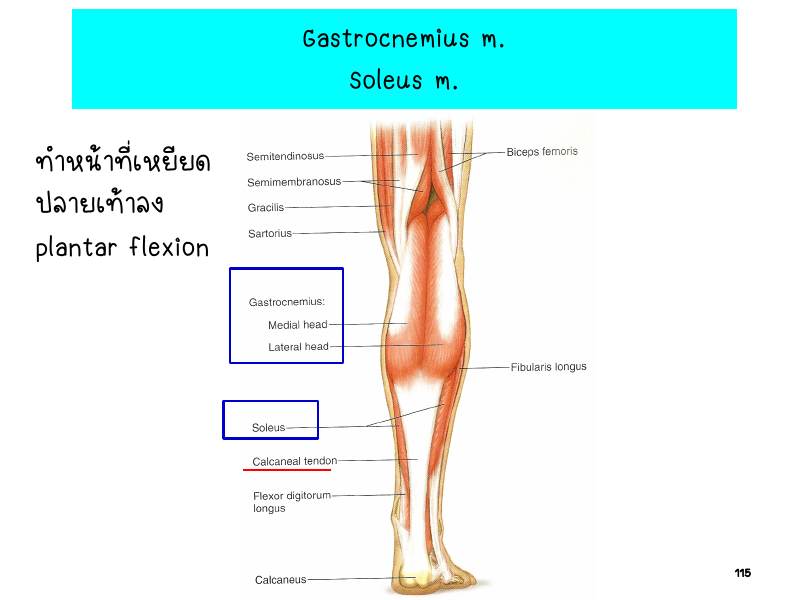 Gastrocnemius m.
Soleus m.
ทำหน้าที่เหยียด
ปลายเท้าลง
plantar flexion
Semitendinosus
Semimembranosus
Gracilis
Sartorius
Biceps femoris
Gastrocnemius:
Medial head
Lateral head
Fibularis longus
Soleus
Calcaneal tendon
Flexor digitorum
longus
Calcaneus
115